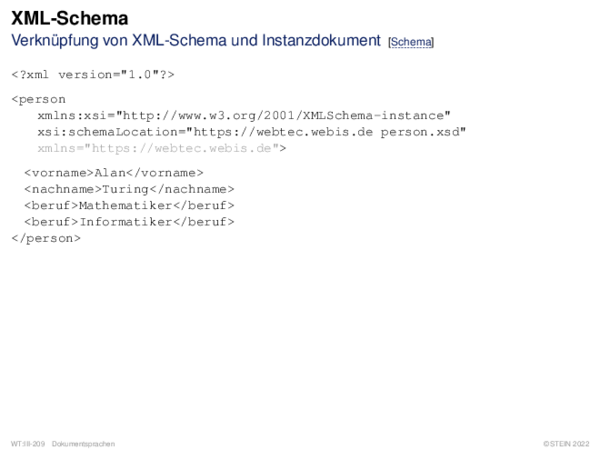 XML-Schema
Verknüpfung von XML-Schema und Instanzdokument [Schema]
<?xml version="1.0"?>
<person
xmlns:xsi="http://www.w3.org/2001/XMLSchema-instance"
xsi:schemaLocation="https://webtec.webis.de person.xsd"
xmlns="https://webtec.webis.de">
<vorname>Alan</vorname>
<nachname>Turing</nachname>
<beruf>Mathematiker</beruf>
<beruf>Informatiker</beruf>
</person>
WT:III-209 Dokumentsprachen
©STEIN 2022